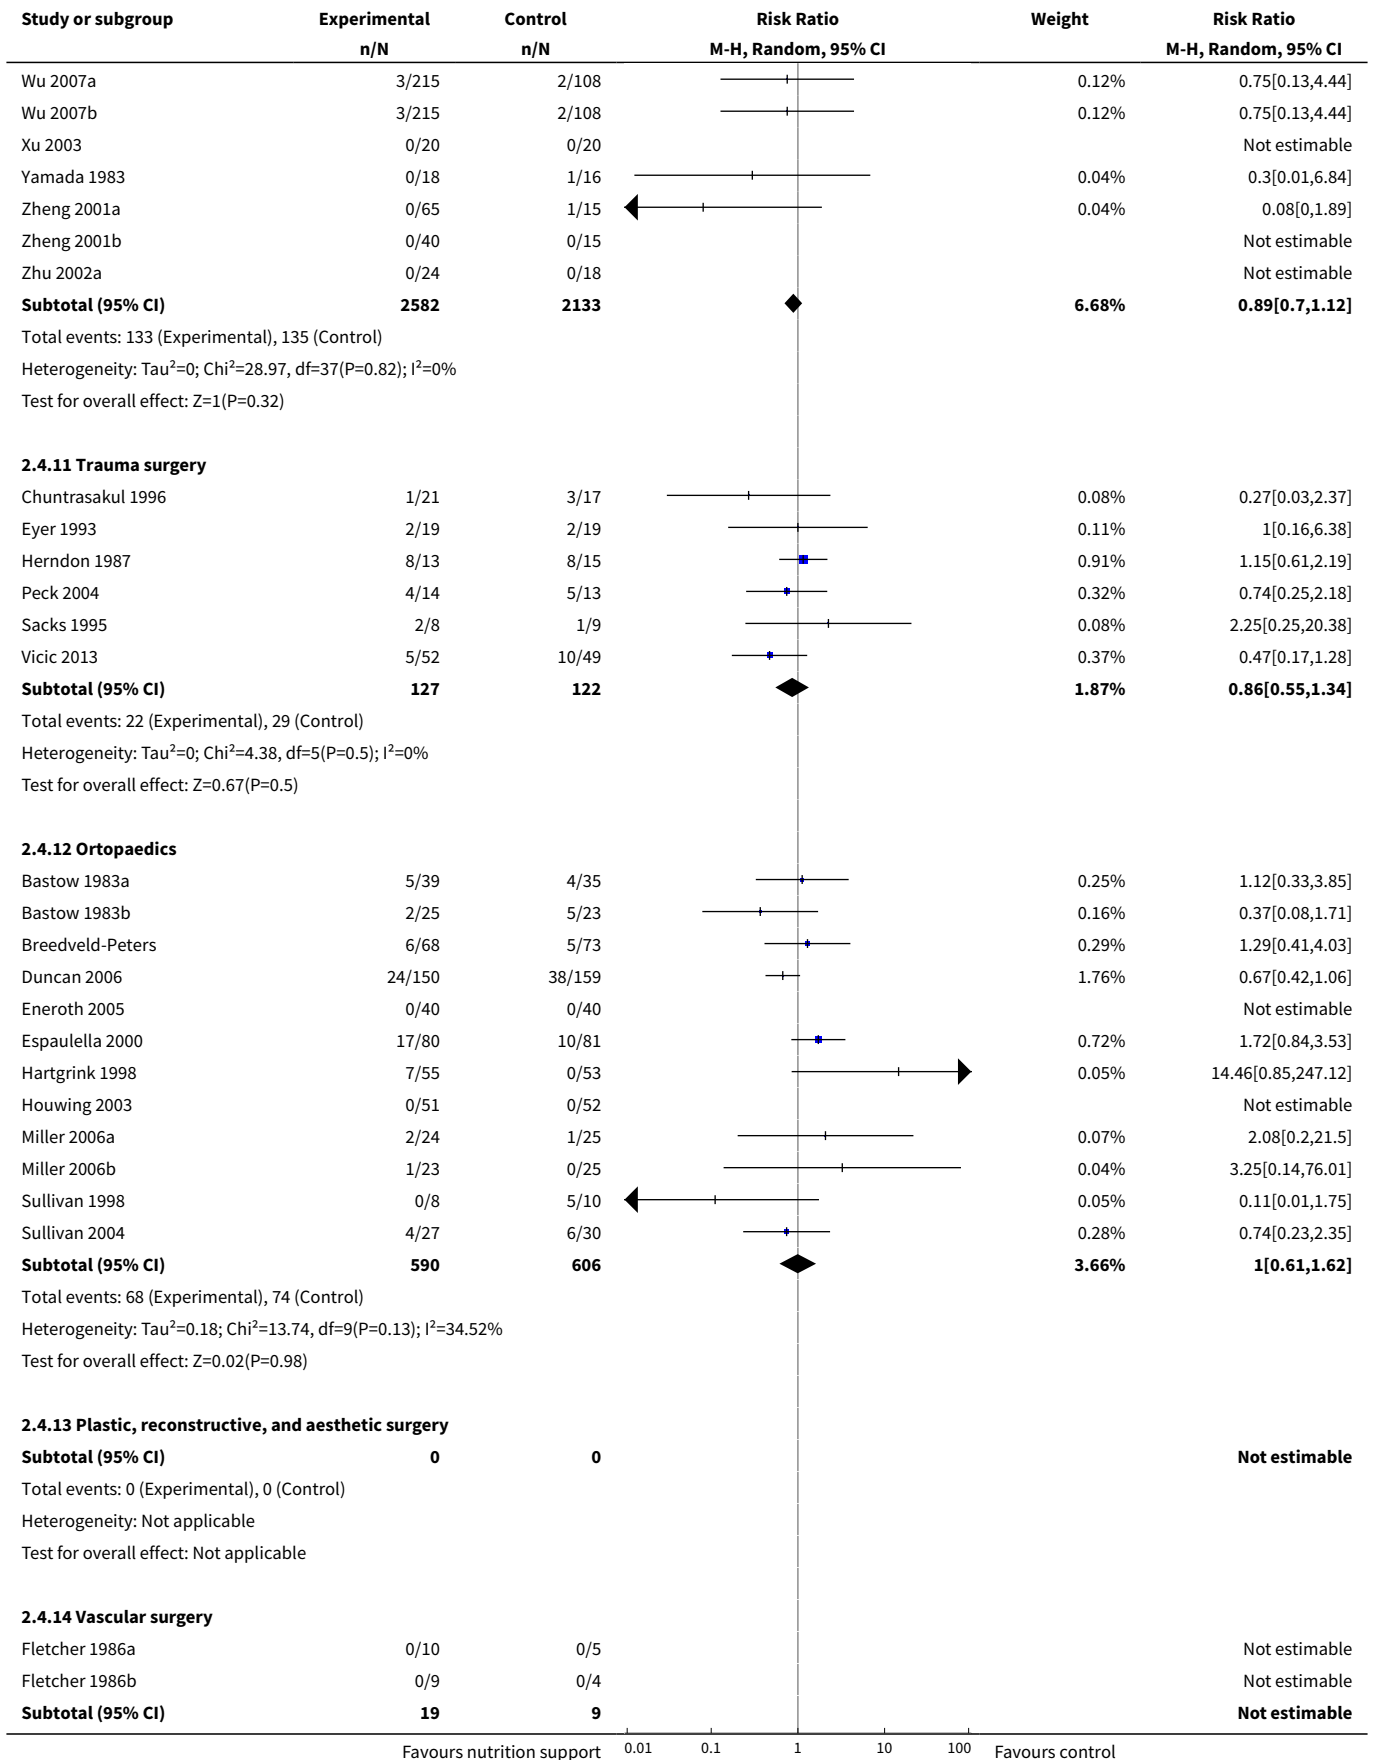 Study or subgroup Experimental Control Risk Ratio Weight Risk Ratio
n/N n/N M-H, Random, 95% CI M-H, Random, 95% CI
Wu 2007a 3/215 2/108 0.12% 0.75[0.13,4.44]
Wu 2007b 3/215 2/108 0.12% 0.75[0.13,4.44]
Xu 2003 0/20 0/20 Not estimable
Yamada 1983 0/18 1/16 0.04% 0.3[0.01,6.84]
Zheng 2001a 0/65 1/15 0.04% 0.08[0,1.89]
Zheng 2001b 0/40 0/15 Not estimable
Zhu 2002a 0/24 0/18 Not estimable
Subtotal (95% CI) 2582 2133 6.68% 0.89[0.7,1.12]
Total events: 133 (Experimental), 135 (Control)
Heterogeneity: Tau²=0; Chi²=28.97, df=37(P=0.82); I²=0%
Test for overall effect: Z=1(P=0.32)
2.4.11 Trauma surgery
Chuntrasakul 1996 1/21 3/17 0.08% 0.27[0.03,2.37]
Eyer 1993 2/19 2/19 0.11% 1[0.16,6.38]
Herndon 1987 8/13 8/15 0.91% 1.15[0.61,2.19]
Peck 2004 4/14 5/13 0.32% 0.74[0.25,2.18]
Sacks 1995 2/8 1/9 0.08% 2.25[0.25,20.38]
Vicic 2013 5/52 10/49 0.37% 0.47[0.17,1.28]
Subtotal (95% CI) 127 122 1.87% 0.86[0.55,1.34]
Total events: 22 (Experimental), 29 (Control)
Heterogeneity: Tau²=0; Chi²=4.38, df=5(P=0.5); I²=0%
Test for overall effect: Z=0.67(P=0.5)
2.4.12 Ortopaedics
Bastow 1983a 5/39 4/35 0.25% 1.12[0.33,3.85]
Bastow 1983b 2/25 5/23 0.16% 0.37[0.08,1.71]
Breedveld-Peters 6/68 5/73 0.29% 1.29[0.41,4.03]
Duncan 2006 24/150 38/159 1.76% 0.67[0.42,1.06]
Eneroth 2005 0/40 0/40 Not estimable
Espaulella 2000 17/80 10/81 0.72% 1.72[0.84,3.53]
Hartgrink 1998 7/55 0/53 0.05% 14.46[0.85,247.12]
Houwing 2003 0/51 0/52 Not estimable
Miller 2006a 2/24 1/25 0.07% 2.08[0.2,21.5]
Miller 2006b 1/23 0/25 0.04% 3.25[0.14,76.01]
Sullivan 1998 0/8 5/10 0.05% 0.11[0.01,1.75]
Sullivan 2004 4/27 6/30 0.28% 0.74[0.23,2.35]
Subtotal (95% CI) 590 606 3.66% 1[0.61,1.62]
Total events: 68 (Experimental), 74 (Control)
Heterogeneity: Tau²=0.18; Chi²=13.74, df=9(P=0.13); I²=34.52%
Test for overall effect: Z=0.02(P=0.98)
2.4.13 Plastic, reconstructive, and aesthetic surgery
Subtotal (95% CI) 0 0 Not estimable
Total events: 0 (Experimental), 0 (Control)
Heterogeneity: Not applicable
Test for overall effect: Not applicable
2.4.14 Vascular surgery
Fletcher 1986a 0/10 0/5 Not estimable
Fletcher 1986b 0/9 0/4 Not estimable
Subtotal (95% CI) 19 9 Not estimable
Favours nutrition support 0.01 0.1 1 10 100 Favours control